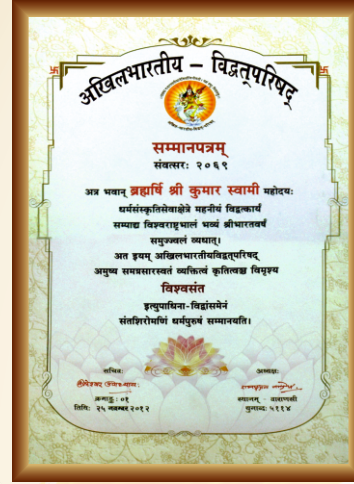 अखिलभारतीय – विद्वत्परिषद्
सम्मानपत्रम्
संवत्सरः २०६९
अत्र भवान् ब्रह्मर्षि श्री कुमार स्वामी महोदयः
धर्मसंस्कृतिसेवाक्षेत्रे महनीयं विद्वत्कार्यं
सम्पाद्य विश्वराष्ट्रभालं भव्यं श्रीभारतवर्षं
समुज्ज्वलं व्यधात्।
अत इयम् अखिलभारतीयविद्वत्परिषद्
अमुष्य समग्रसारस्वतं व्यक्तित्वं कृतित्वञ्च विमृश्य
विश्वसंत
इत्युपाधिना-विद्वांसमेनं
संतशिरोमणिं धर्मपुरुषं सम्मानयति।
सचिवः
अध्यक्षः
क्रमाङ्कः ०१
स्थानम् - वाराणसी
तिथिः २५ नवम्बर २०१२
युगाब्दः ५११४